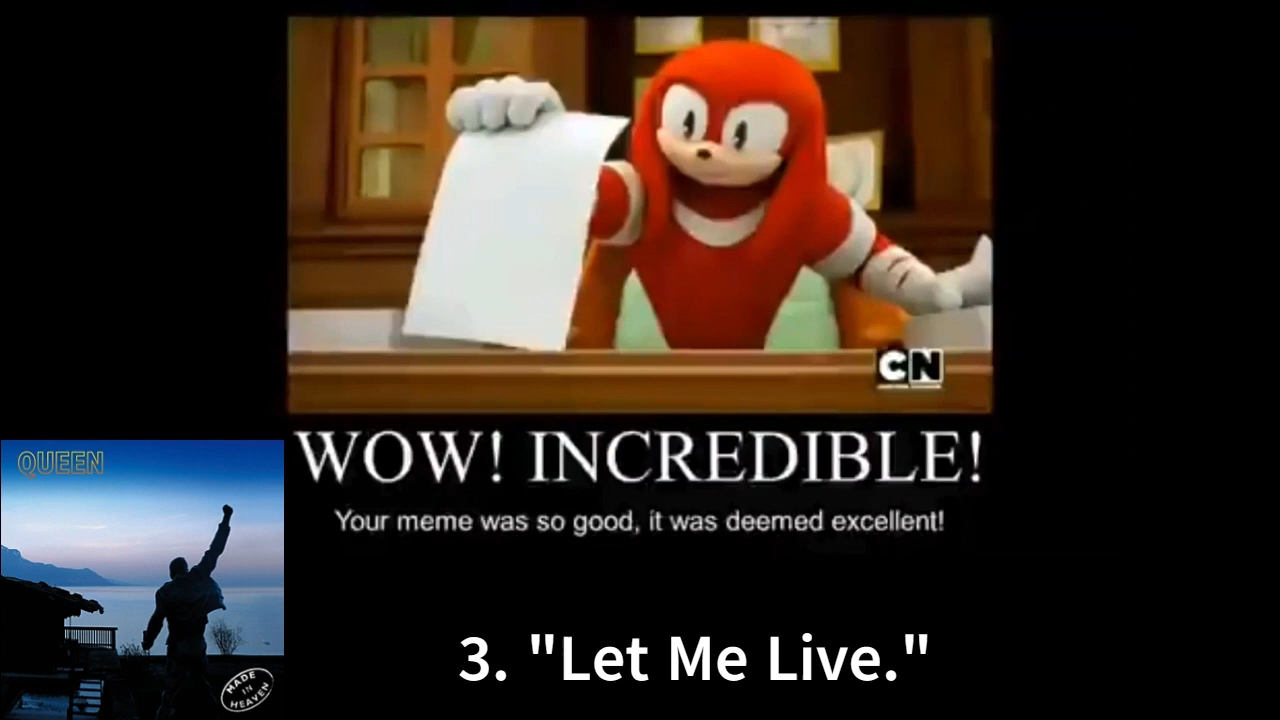 CN
WOW! INCREDIBLE!
Your meme was so good, it was deemed excellent!
QUEEN
MADE
IN
HEAVEN
3. "Let Me Live."